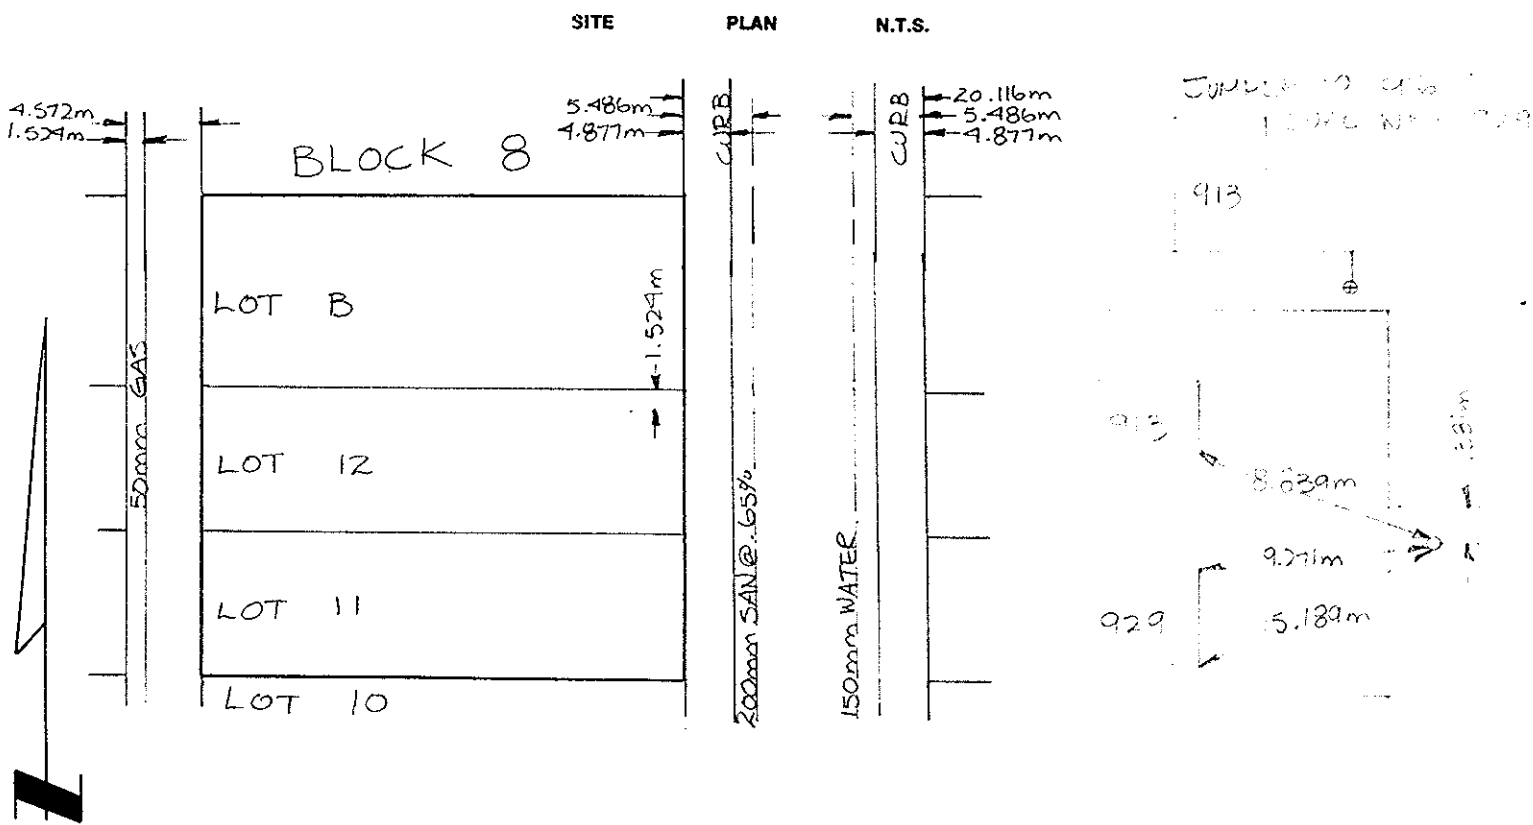 SITE PLAN N.T.S.
4.572m
1.524m
5.486m
4.877m
CURB
CURB
20.116m
5.486m
4.877m
BLOCK 8
913
LOT B
1.524m
50mm GAS
LOT 12
913
8.639m
200mm SAN@.65%
150mm WATER
9.271m
LOT 11
929
5.189m
LOT 10